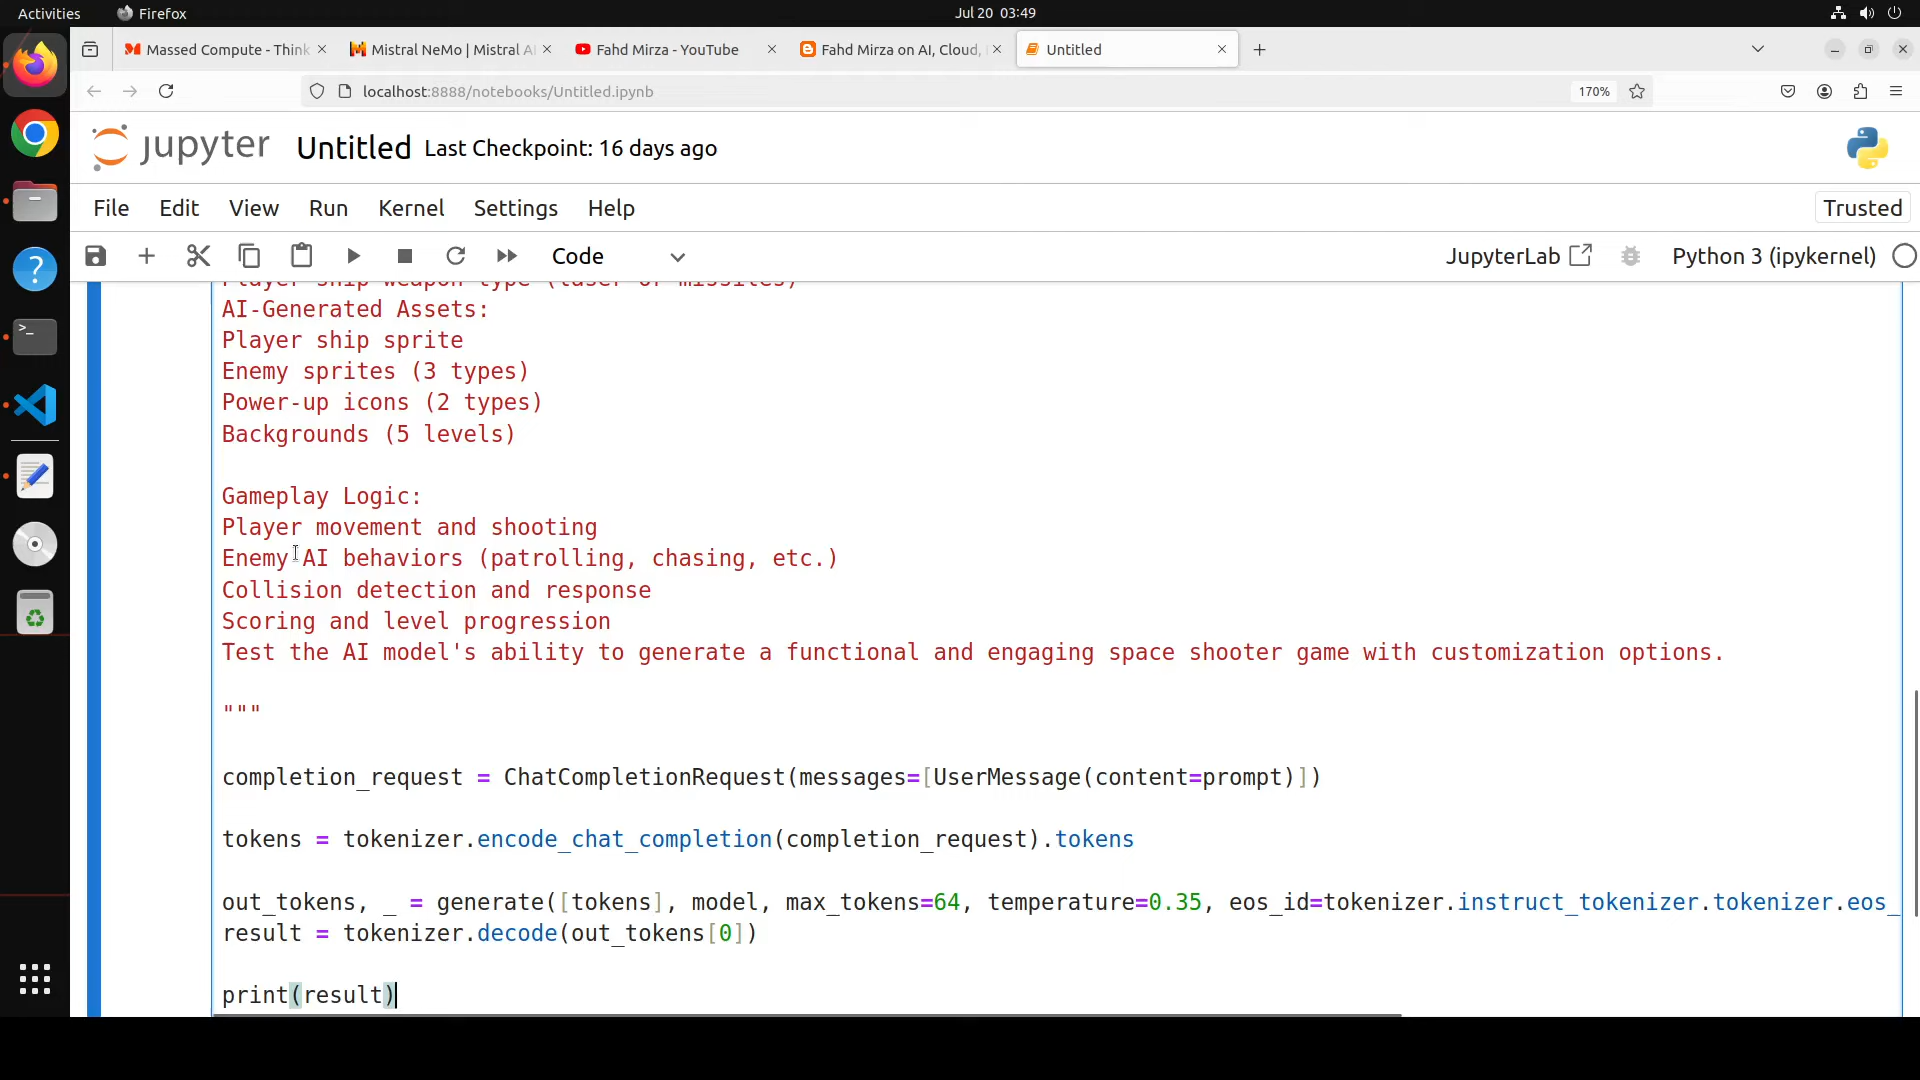 Activities
Firefox
Jul 20 03:49
Massed Compute - Think
Mistral NeMo | Mistral A
Fahd Mirza - YouTube
Fahd Mirza on AI, Cloud,
Untitled
localhost:8888/notebooks/Untitled.ipynb
170%
jupyter
Untitled
Last Checkpoint: 16 days ago
File
Edit
View
Run
Kernel
Settings
Help
Trusted
Code
JupyterLab
Python 3 (ipykernel)
Player ship weapon type (laser or missiles)
AI-Generated Assets:
Player ship sprite
Enemy sprites (3 types)
Power-up icons (2 types)
Backgrounds (5 levels)
Gameplay Logic:
Player movement and shooting
Enemy AI behaviors (patrolling, chasing, etc.)
Collision detection and response
Scoring and level progression
Test the AI model's ability to generate a functional and engaging space shooter game with customization options.
"""
completion_request = ChatCompletionRequest(messages=[UserMessage(content=prompt)])
tokens = tokenizer.encode_chat_completion(completion_request).tokens
out_tokens, _ = generate([tokens], model, max_tokens=64, temperature=0.35, eos_id=tokenizer.instruct_tokenizer.tokenizer.eos_
result = tokenizer.decode(out_tokens[0])
print(result)